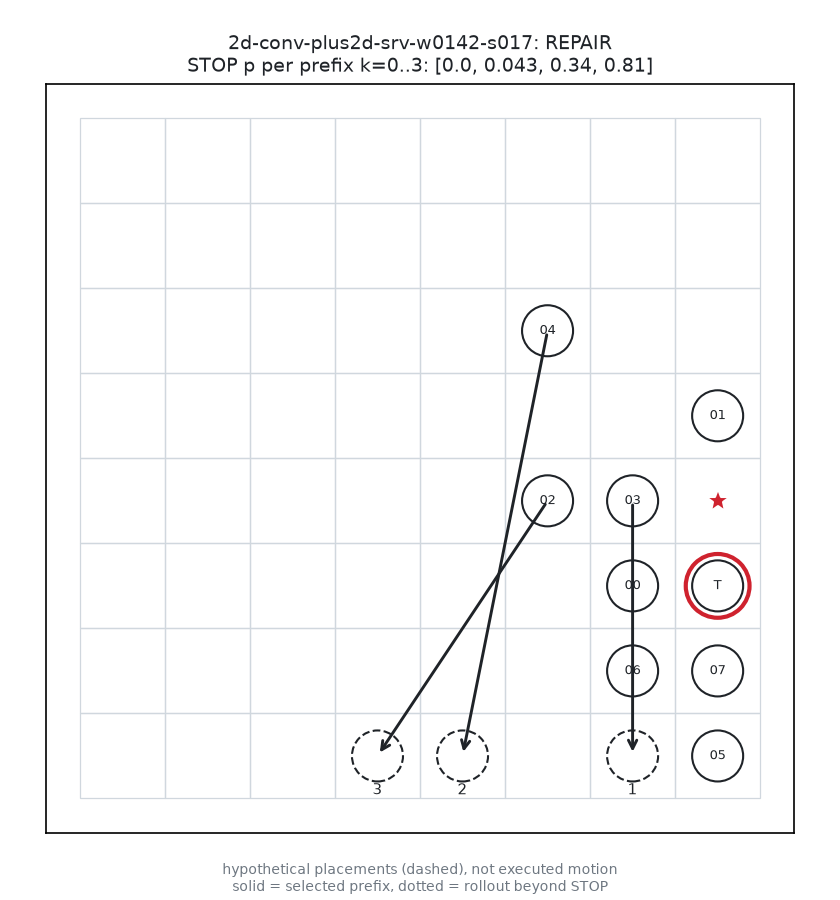 2d-conv-plus2d-srv-w0142-s017: REPAIR
STOP p per prefix k=0..3: [0.0, 0.043, 0.34, 0.81]
04
01
02
03
00
T
06
07
05
3
2
1
hypothetical placements (dashed), not executed motion
solid = selected prefix, dotted = rollout beyond STOP